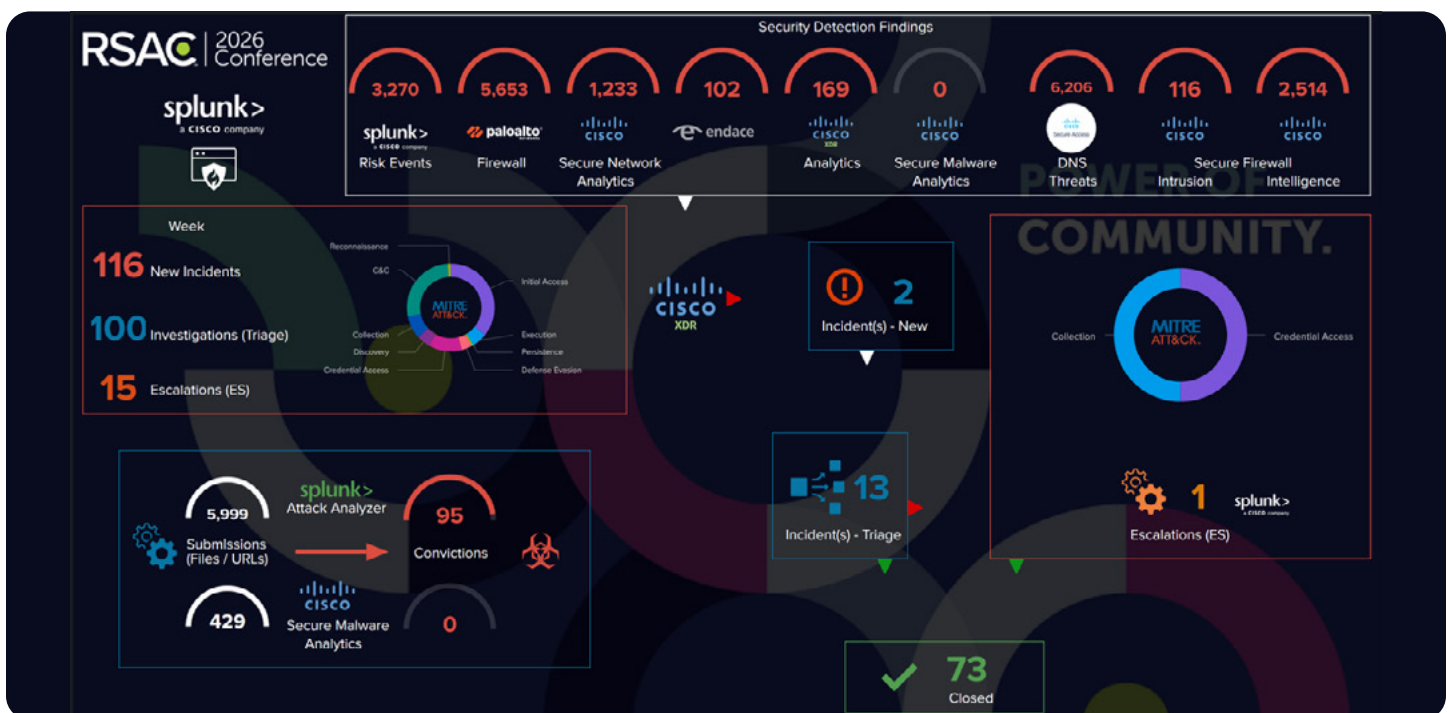 RSAC | 2026
Conference
splunk>
a CISCO company
Security Detection Findings
3,270
splunk>
a CISCO company
Risk Events
5,653
paloalto
Firewall
1,233
CISCO
Secure Network
Analytics
102
endace
169
CISCO
XDR
Analytics
0
CISCO
Secure Malware
Analytics
6,206
Secure Access
DNS
Threats
116
CISCO
2,514
CISCO
Secure Firewall
Intrusion
Intelligence
POWER OF
COMMUNITY.
Week
116 New Incidents
100 Investigations (Triage)
15 Escalations (ES)
Reconnaissance
C&C
Collection
Discovery
Credential Access
MITRE
ATT&CK.
Initial Access
Execution
Persistence
Defense Evasion
CISCO
XDR
2
Incident(s) - New
Collection
MITRE
ATT&CK.
Credential Access
13
Incident(s) - Triage
1
splunk>
a CISCO company
Escalations (ES)
5,999
Submissions
(Files / URLs)
splunk>
Attack Analyzer
95
Convictions
429
CISCO
Secure Malware
Analytics
0
73
Closed